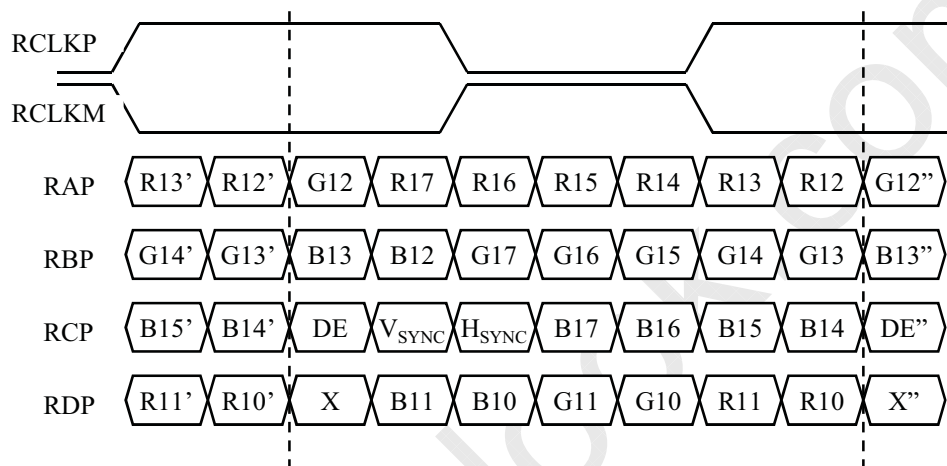 RCLKP
RCLKM
RAP R13’ R12’ G12 R17 R16 R15 R14 R13 R12 G12”
RBP G14’ G13’ B13 B12 G17 G16 G15 G14 G13 B13”
RCP B15’ B14’ DE VSYNC HSYNC B17 B16 B15 B14 DE”
RDP R11’ R10’ X B11 B10 G11 G10 R11 R10 X”